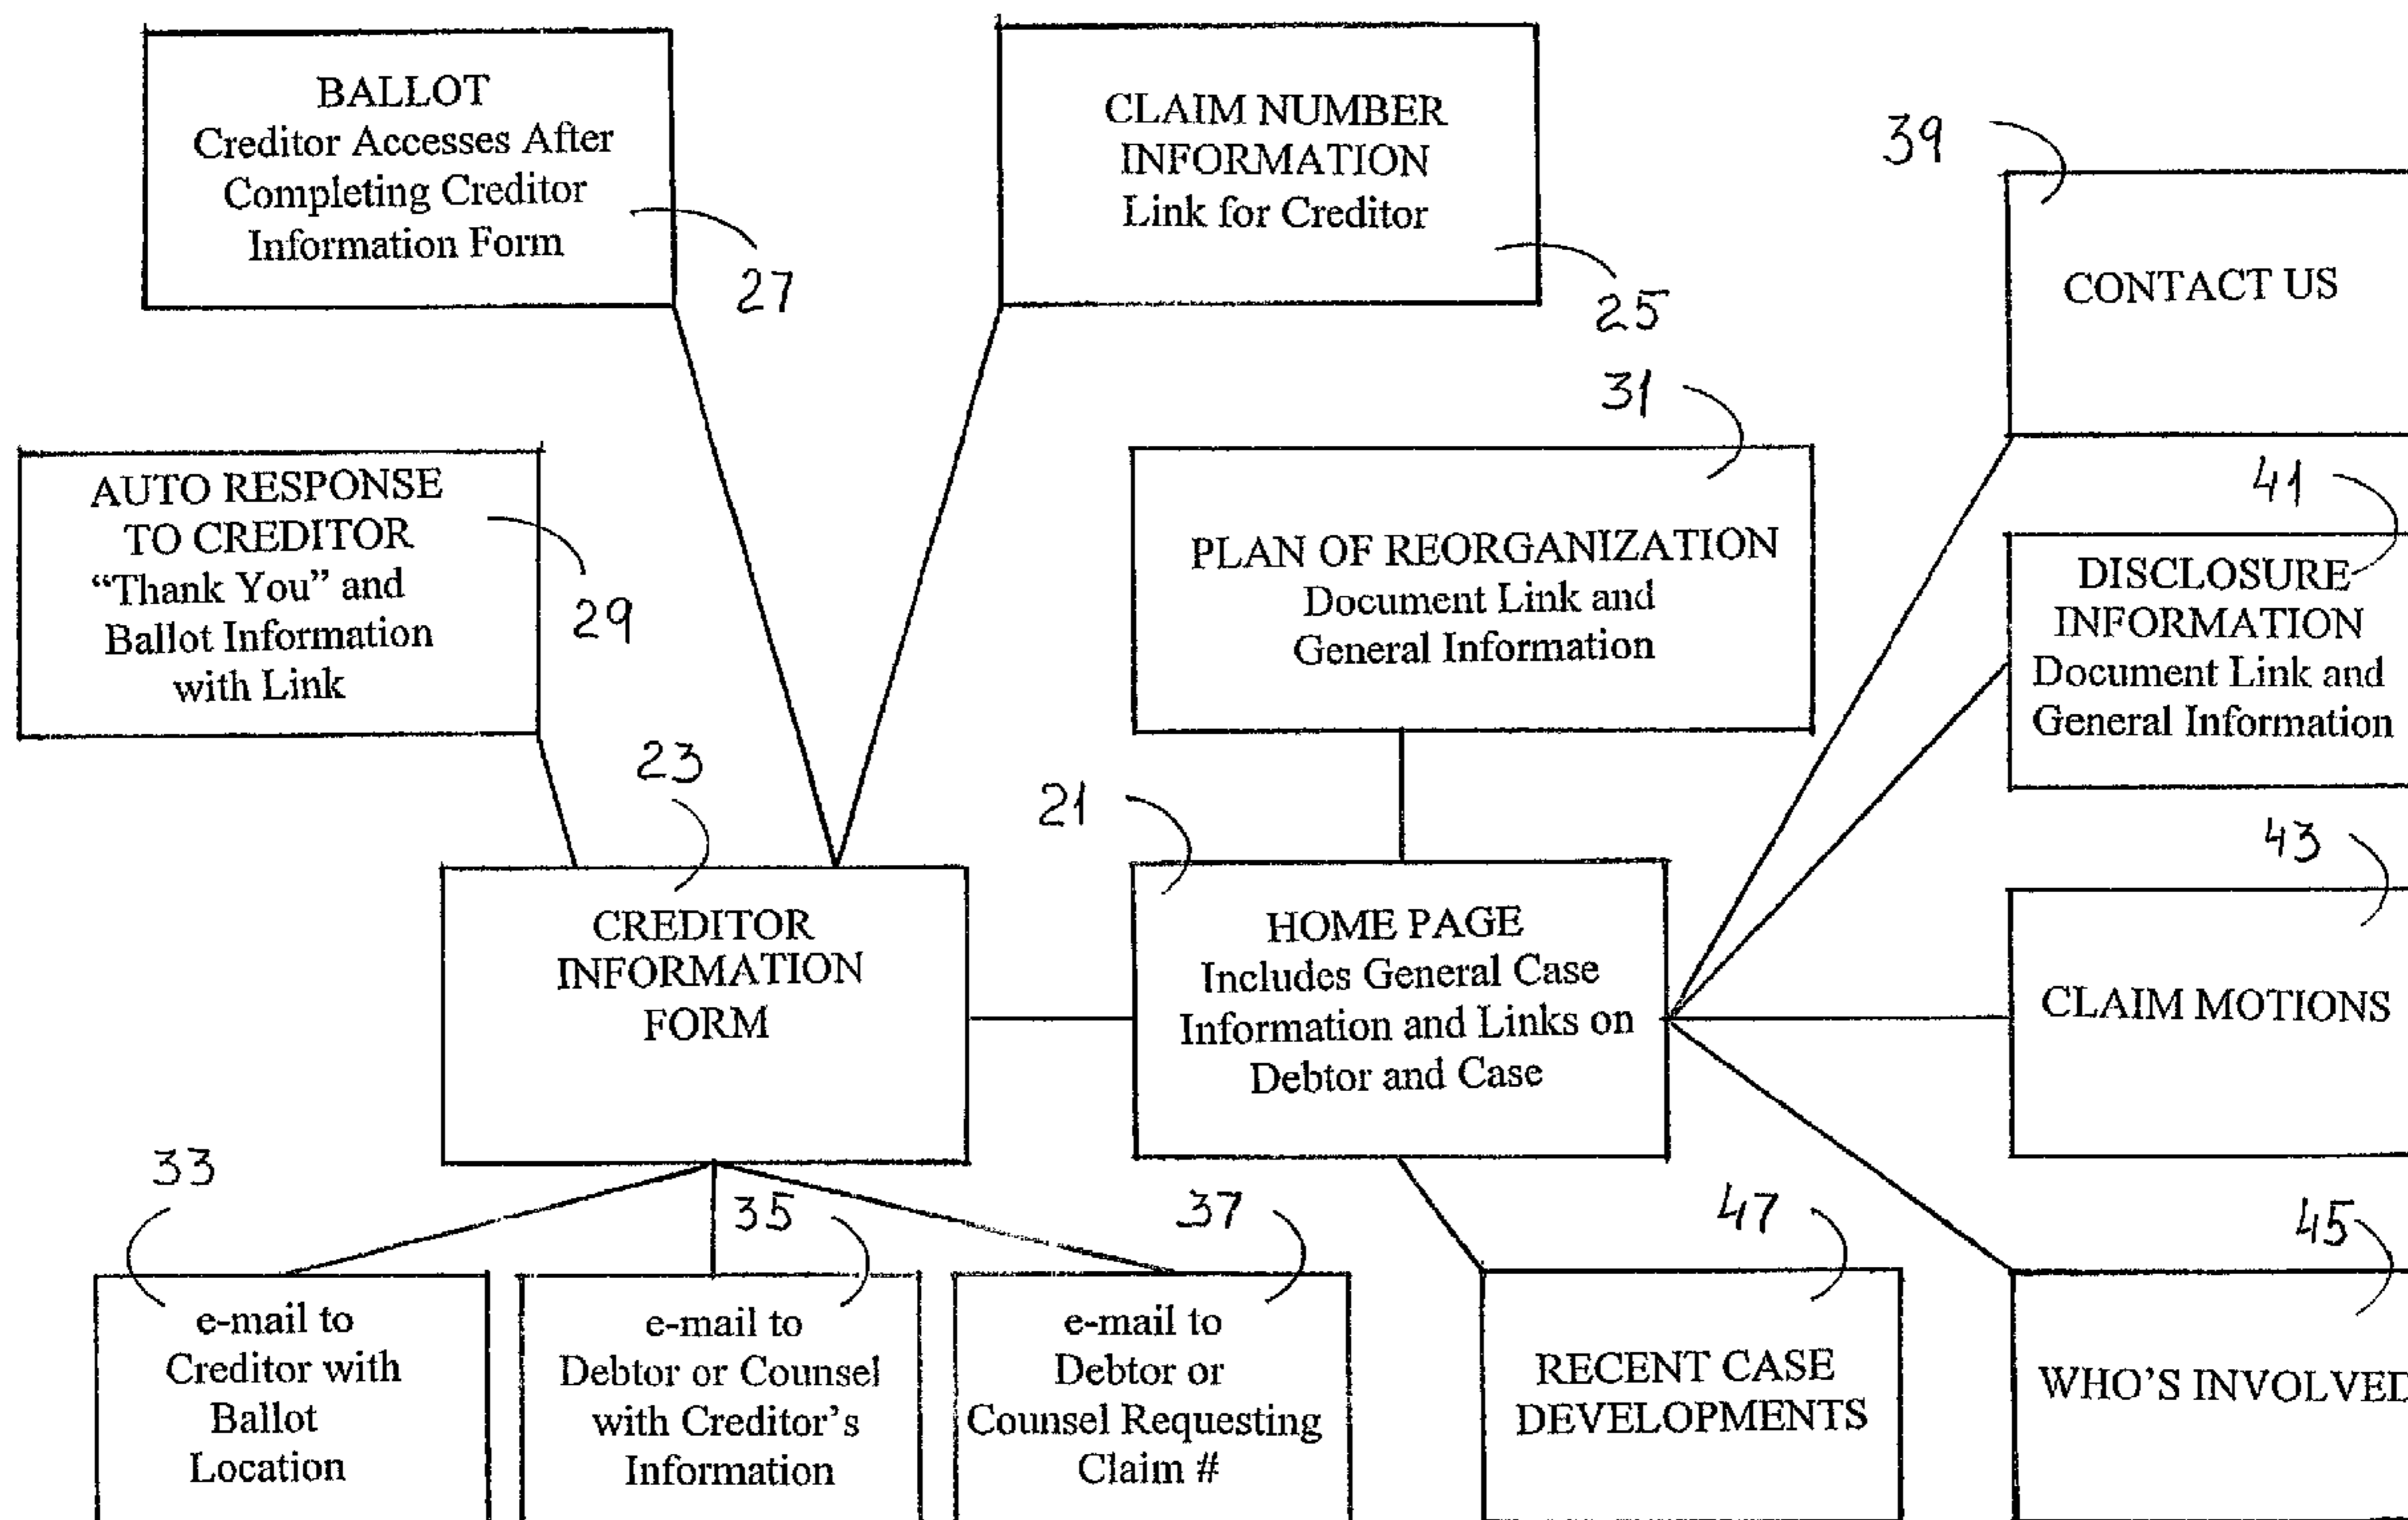 BALLOT
Creditor Accesses After
Completing Creditor
Information Form
27
CLAIM NUMBER
INFORMATION
Link for Creditor
25
39
CONTACT US
AUTO RESPONSE
TO CREDITOR
“Thank You” and
Ballot Information
with Link
29
31
PLAN OF REORGANIZATION
Document Link and
General Information
41
DISCLOSURE
INFORMATION
Document Link and
General Information
23
CREDITOR
INFORMATION
FORM
21
HOME PAGE
Includes General Case
Information and Links on
Debtor and Case
43
CLAIM MOTIONS
33
e-mail to
Creditor with
Ballot
Location
35
e-mail to
Debtor or Counsel
with Creditor’s
Information
37
e-mail to
Debtor or
Counsel Requesting
Claim #
47
RECENT CASE
DEVELOPMENTS
45
WHO’S INVOLVED